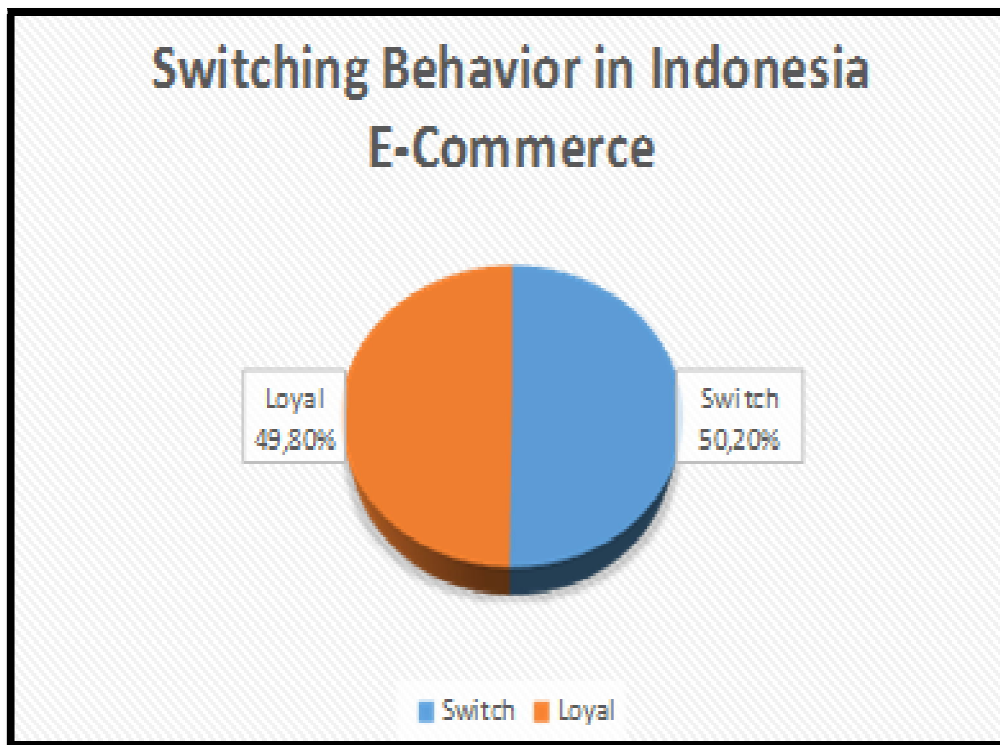 Switching Behavior in Indonesia
E-Commerce
Loyal
49,80%
Switch
50,20%
Switch
Loyal